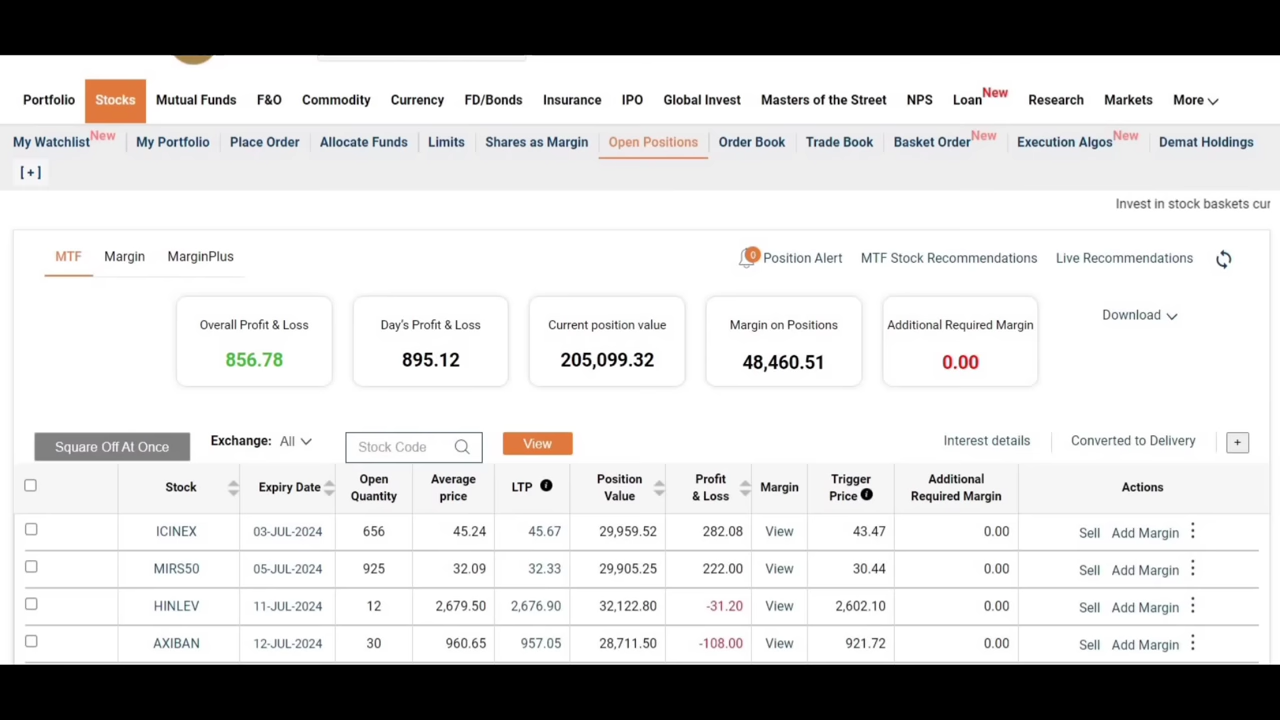 Portfolio Stocks Mutual Funds F&O Commodity Currency FD/Bonds Insurance IPO Global Invest Masters of the Street NPS Loan New Research Markets More
My Watchlist New My Portfolio Place Order Allocate Funds Limits Shares as Margin Open Positions Order Book Trade Book Basket Order New Execution Algos New Demat Holdings
[+]
Invest in stock baskets cur
MTF Margin MarginPlus 0 Position Alert MTF Stock Recommendations Live Recommendations
Download
Overall Profit & Loss Day's Profit & Loss Current position value Margin on Positions Additional Required Margin
856.78 895.12 205,099.32 48,460.51 0.00
Square Off At Once Exchange: All Stock Code View Interest details Converted to Delivery +
Stock Expiry Date Open Quantity Average price LTP i Position Value Profit & Loss Margin Trigger Price i Additional Required Margin Actions
ICINEX 03-JUL-2024 656 45.24 45.67 29,959.52 282.08 View 43.47 0.00 Sell Add Margin
MIRS50 05-JUL-2024 925 32.09 32.33 29,905.25 222.00 View 30.44 0.00 Sell Add Margin
HINLEV 11-JUL-2024 12 2,679.50 2,676.90 32,122.80 -31.20 View 2,602.10 0.00 Sell Add Margin
AXIBAN 12-JUL-2024 30 960.65 957.05 28,711.50 -108.00 View 921.72 0.00 Sell Add Margin